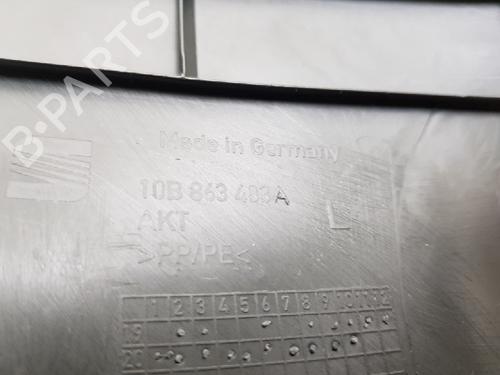 B-PARTS
Made in Germany
10B 863 483A
AKT L
>PP/PE<
1 2 3 4 5 6 7 8 9 10 11 12
19
20